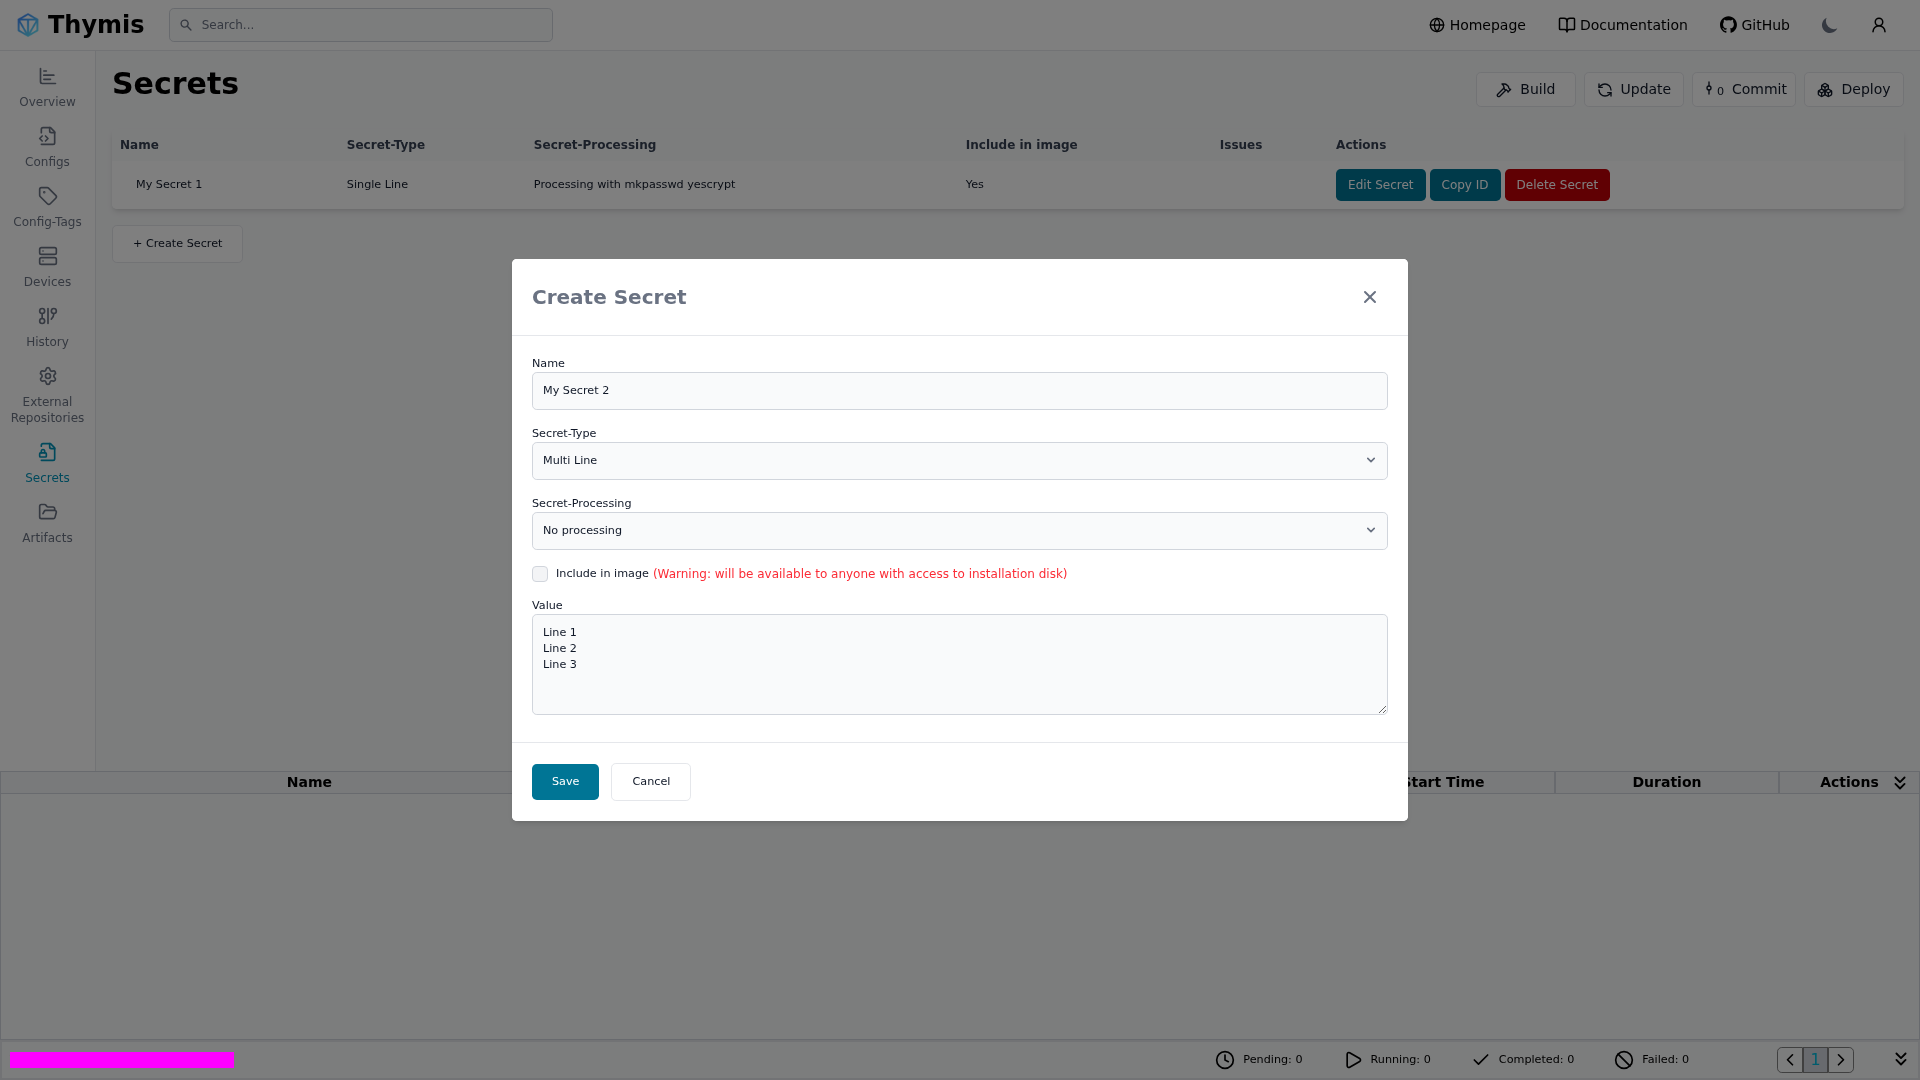 Thymis
Search...
Homepage
Documentation
GitHub
Overview
Configs
Config-Tags
Devices
History
External
Repositories
Secrets
Artifacts
Secrets
Build
Update
0 Commit
Deploy
Name Secret-Type Secret-Processing Include in image Issues Actions
My Secret 1 Single Line Processing with mkpasswd yescrypt Yes Edit Secret Copy ID Delete Secret
+ Create Secret
Create Secret
Name
My Secret 2
Secret-Type
Multi Line
Secret-Processing
No processing
Include in image (Warning: will be available to anyone with access to installation disk)
Value
Line 1
Line 2
Line 3
Save Cancel
Name Start Time Duration Actions
Pending: 0 Running: 0 Completed: 0 Failed: 0 1